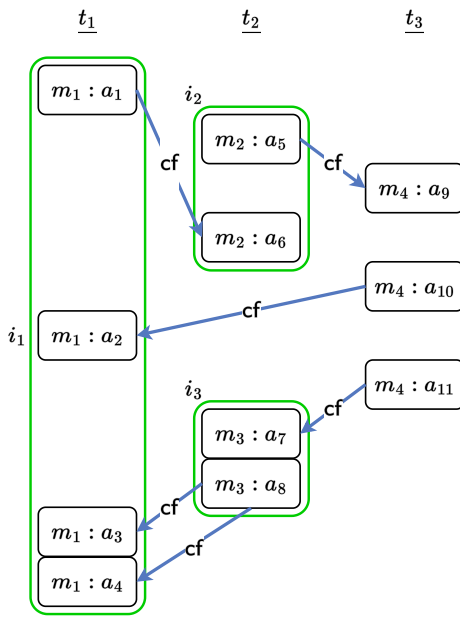 t₁ t₂ t₃
m₁ : a₁
i₂
m₂ : a₅
cf cf
m₄ : a₉
m₂ : a₆
m₄ : a₁₀
cf
i₁ m₁ : a₂
m₄ : a₁₁
i₃
cf
m₃ : a₇
m₃ : a₈
cf
m₁ : a₃
cf
m₁ : a₄